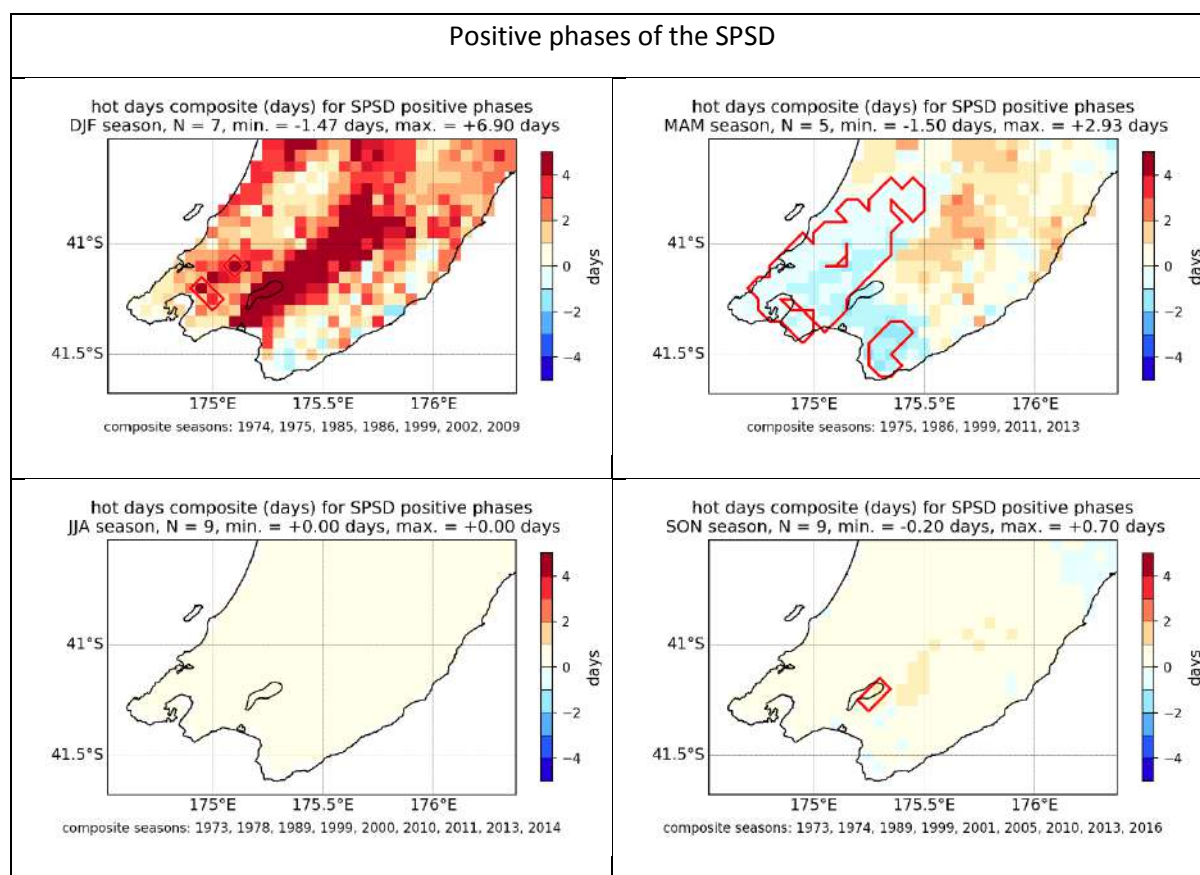 Positive phases of the SPSD
hot days composite (days) for SPSD positive phases
DJF season, N = 7, min. = -1.47 days, max. = +6.90 days
41°S
41.5°S
175°E 175.5°E 176°E
4
2
0
−2
−4
days
composite seasons: 1974, 1975, 1985, 1986, 1999, 2002, 2009
hot days composite (days) for SPSD positive phases
MAM season, N = 5, min. = -1.50 days, max. = +2.93 days
41°S
41.5°S
175°E 175.5°E 176°E
4
2
0
−2
−4
days
composite seasons: 1975, 1986, 1999, 2011, 2013
hot days composite (days) for SPSD positive phases
JJA season, N = 9, min. = +0.00 days, max. = +0.00 days
41°S
41.5°S
175°E 175.5°E 176°E
4
2
0
−2
−4
days
composite seasons: 1973, 1978, 1989, 1999, 2000, 2010, 2011, 2013, 2014
hot days composite (days) for SPSD positive phases
SON season, N = 9, min. = -0.20 days, max. = +0.70 days
41°S
41.5°S
175°E 175.5°E 176°E
4
2
0
−2
−4
days
composite seasons: 1973, 1974, 1989, 1999, 2001, 2005, 2010, 2013, 2016